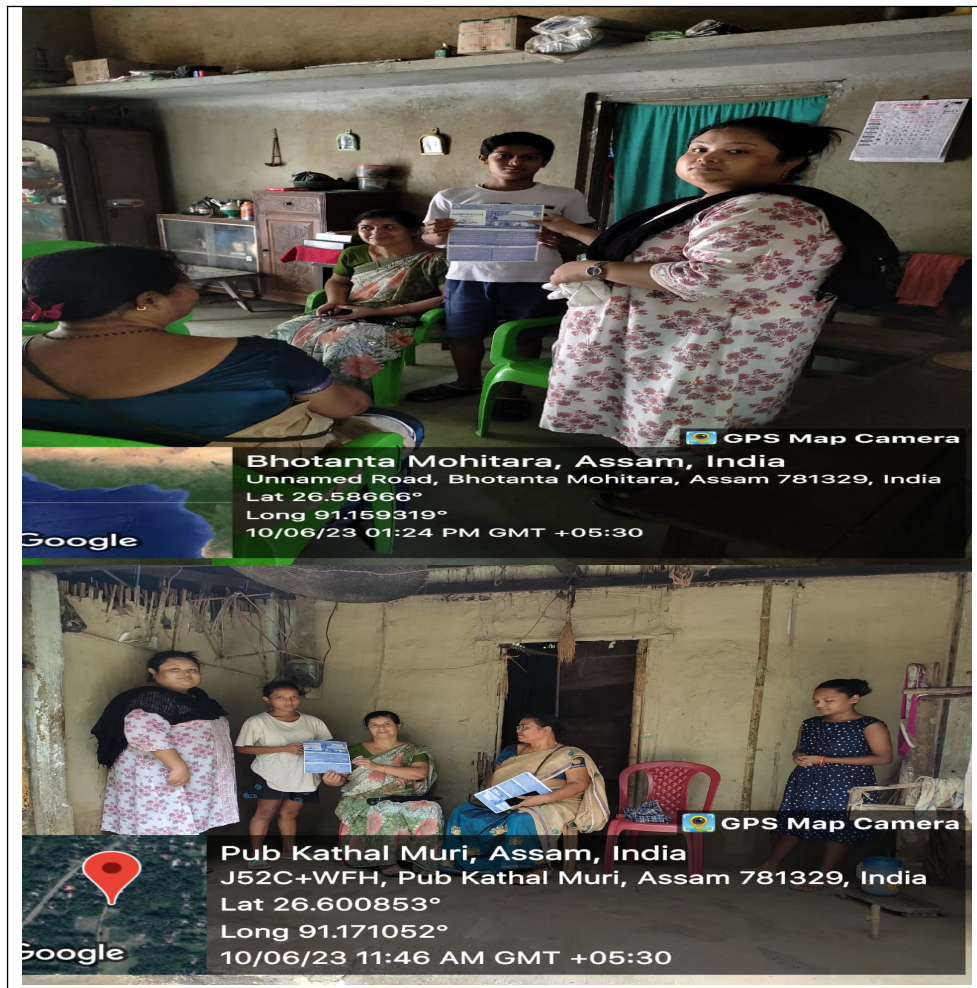 GPS Map Camera
Bhotanta Mohitara, Assam, India
Unnamed Road, Bhotanta Mohitara, Assam 781329, India
Lat 26.58666°
Long 91.159319°
10/06/23 01:24 PM GMT +05:30
Google
GPS Map Camera
Pub Kathal Muri, Assam, India
J52C+WFH, Pub Kathal Muri, Assam 781329, India
Lat 26.600853°
Long 91.171052°
10/06/23 11:46 AM GMT +05:30
Google